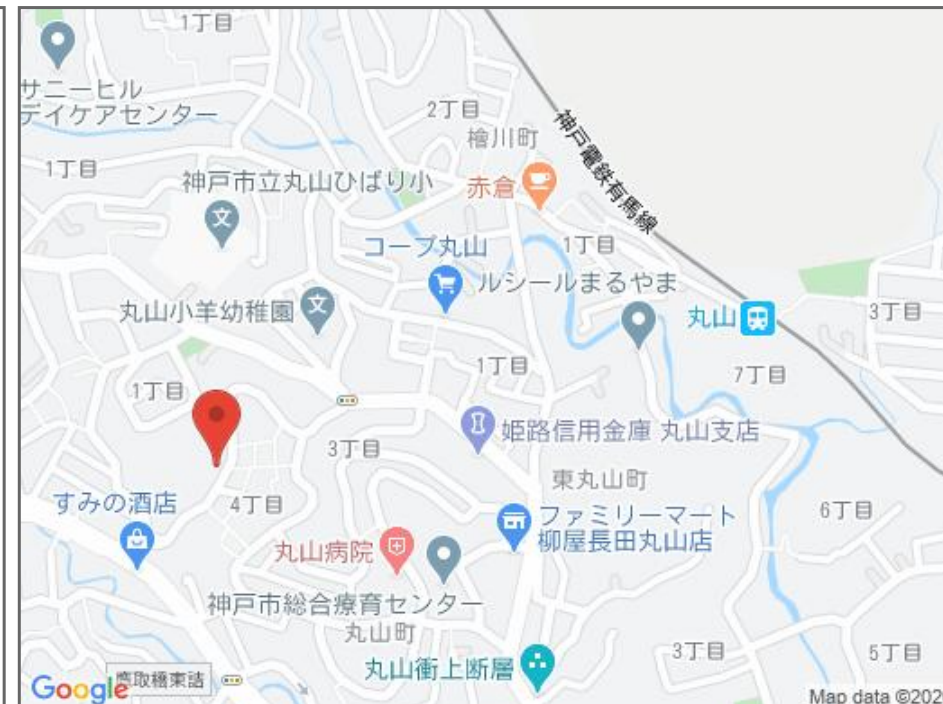 1丁目
サニーヒル
デイケアセンター
2丁目
檜川町
神戸電鉄有馬線
1丁目
神戸市立丸山ひばり小
文
赤倉
コープ丸山
1丁目
ルシールまるやま
丸山小羊幼稚園
文
丸山
3丁目
1丁目
7丁目
1丁目
姫路信用金庫 丸山支店
3丁目
東丸山町
すみの酒店
4丁目
ファミリーマート
柳屋長田丸山店
6丁目
丸山病院
神戸市総合療育センター
丸山町
丸山衝上断層
3丁目
5丁目
Google
鷹取橋東詰
Map data ©202